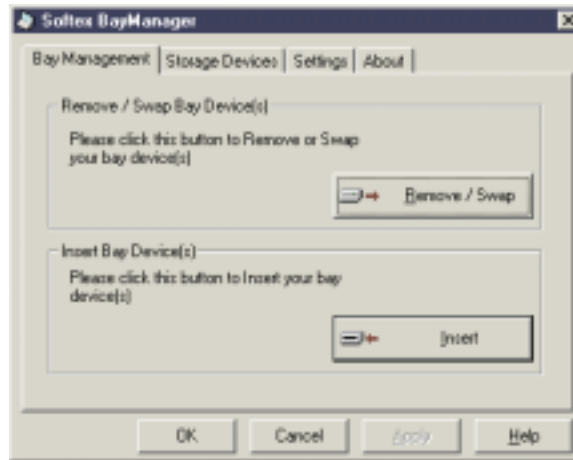 Softex BayManager
Bay Management Storage Devices Settings About
Remove / Swap Bay Device(s)
Please click this button to Remove or Swap
your bay device(s)
Remove / Swap
Insert Bay Device(s)
Please click this button to Insert your bay
device(s)
Insert
OK Cancel Apply Help